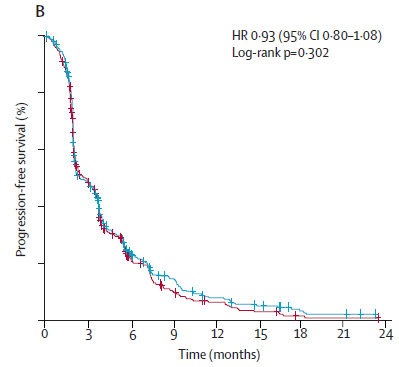 B
HR 0·93 (95% CI 0·80–1·08)
Log-rank p=0·302
Progression-free survival (%)
0 3 6 9 12 15 18 21 24
Time (months)